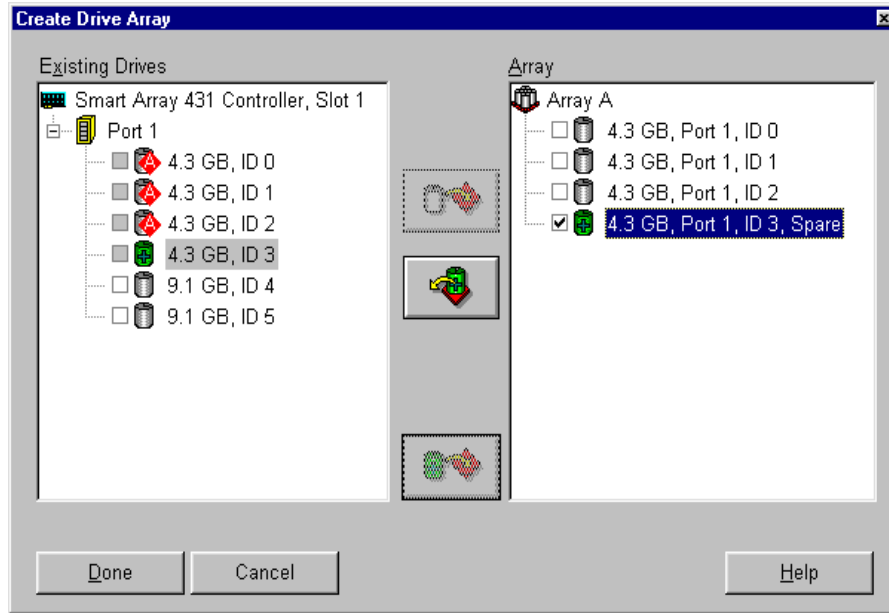 Create Drive Array
Existing Drives
Smart Array 431 Controller, Slot 1
Port 1
A 4.3 GB, ID 0
A 4.3 GB, ID 1
A 4.3 GB, ID 2
4.3 GB, ID 3
9.1 GB, ID 4
9.1 GB, ID 5
Array
Array A
4.3 GB, Port 1, ID 0
4.3 GB, Port 1, ID 1
4.3 GB, Port 1, ID 2
4.3 GB, Port 1, ID 3, Spare
Done
Cancel
Help